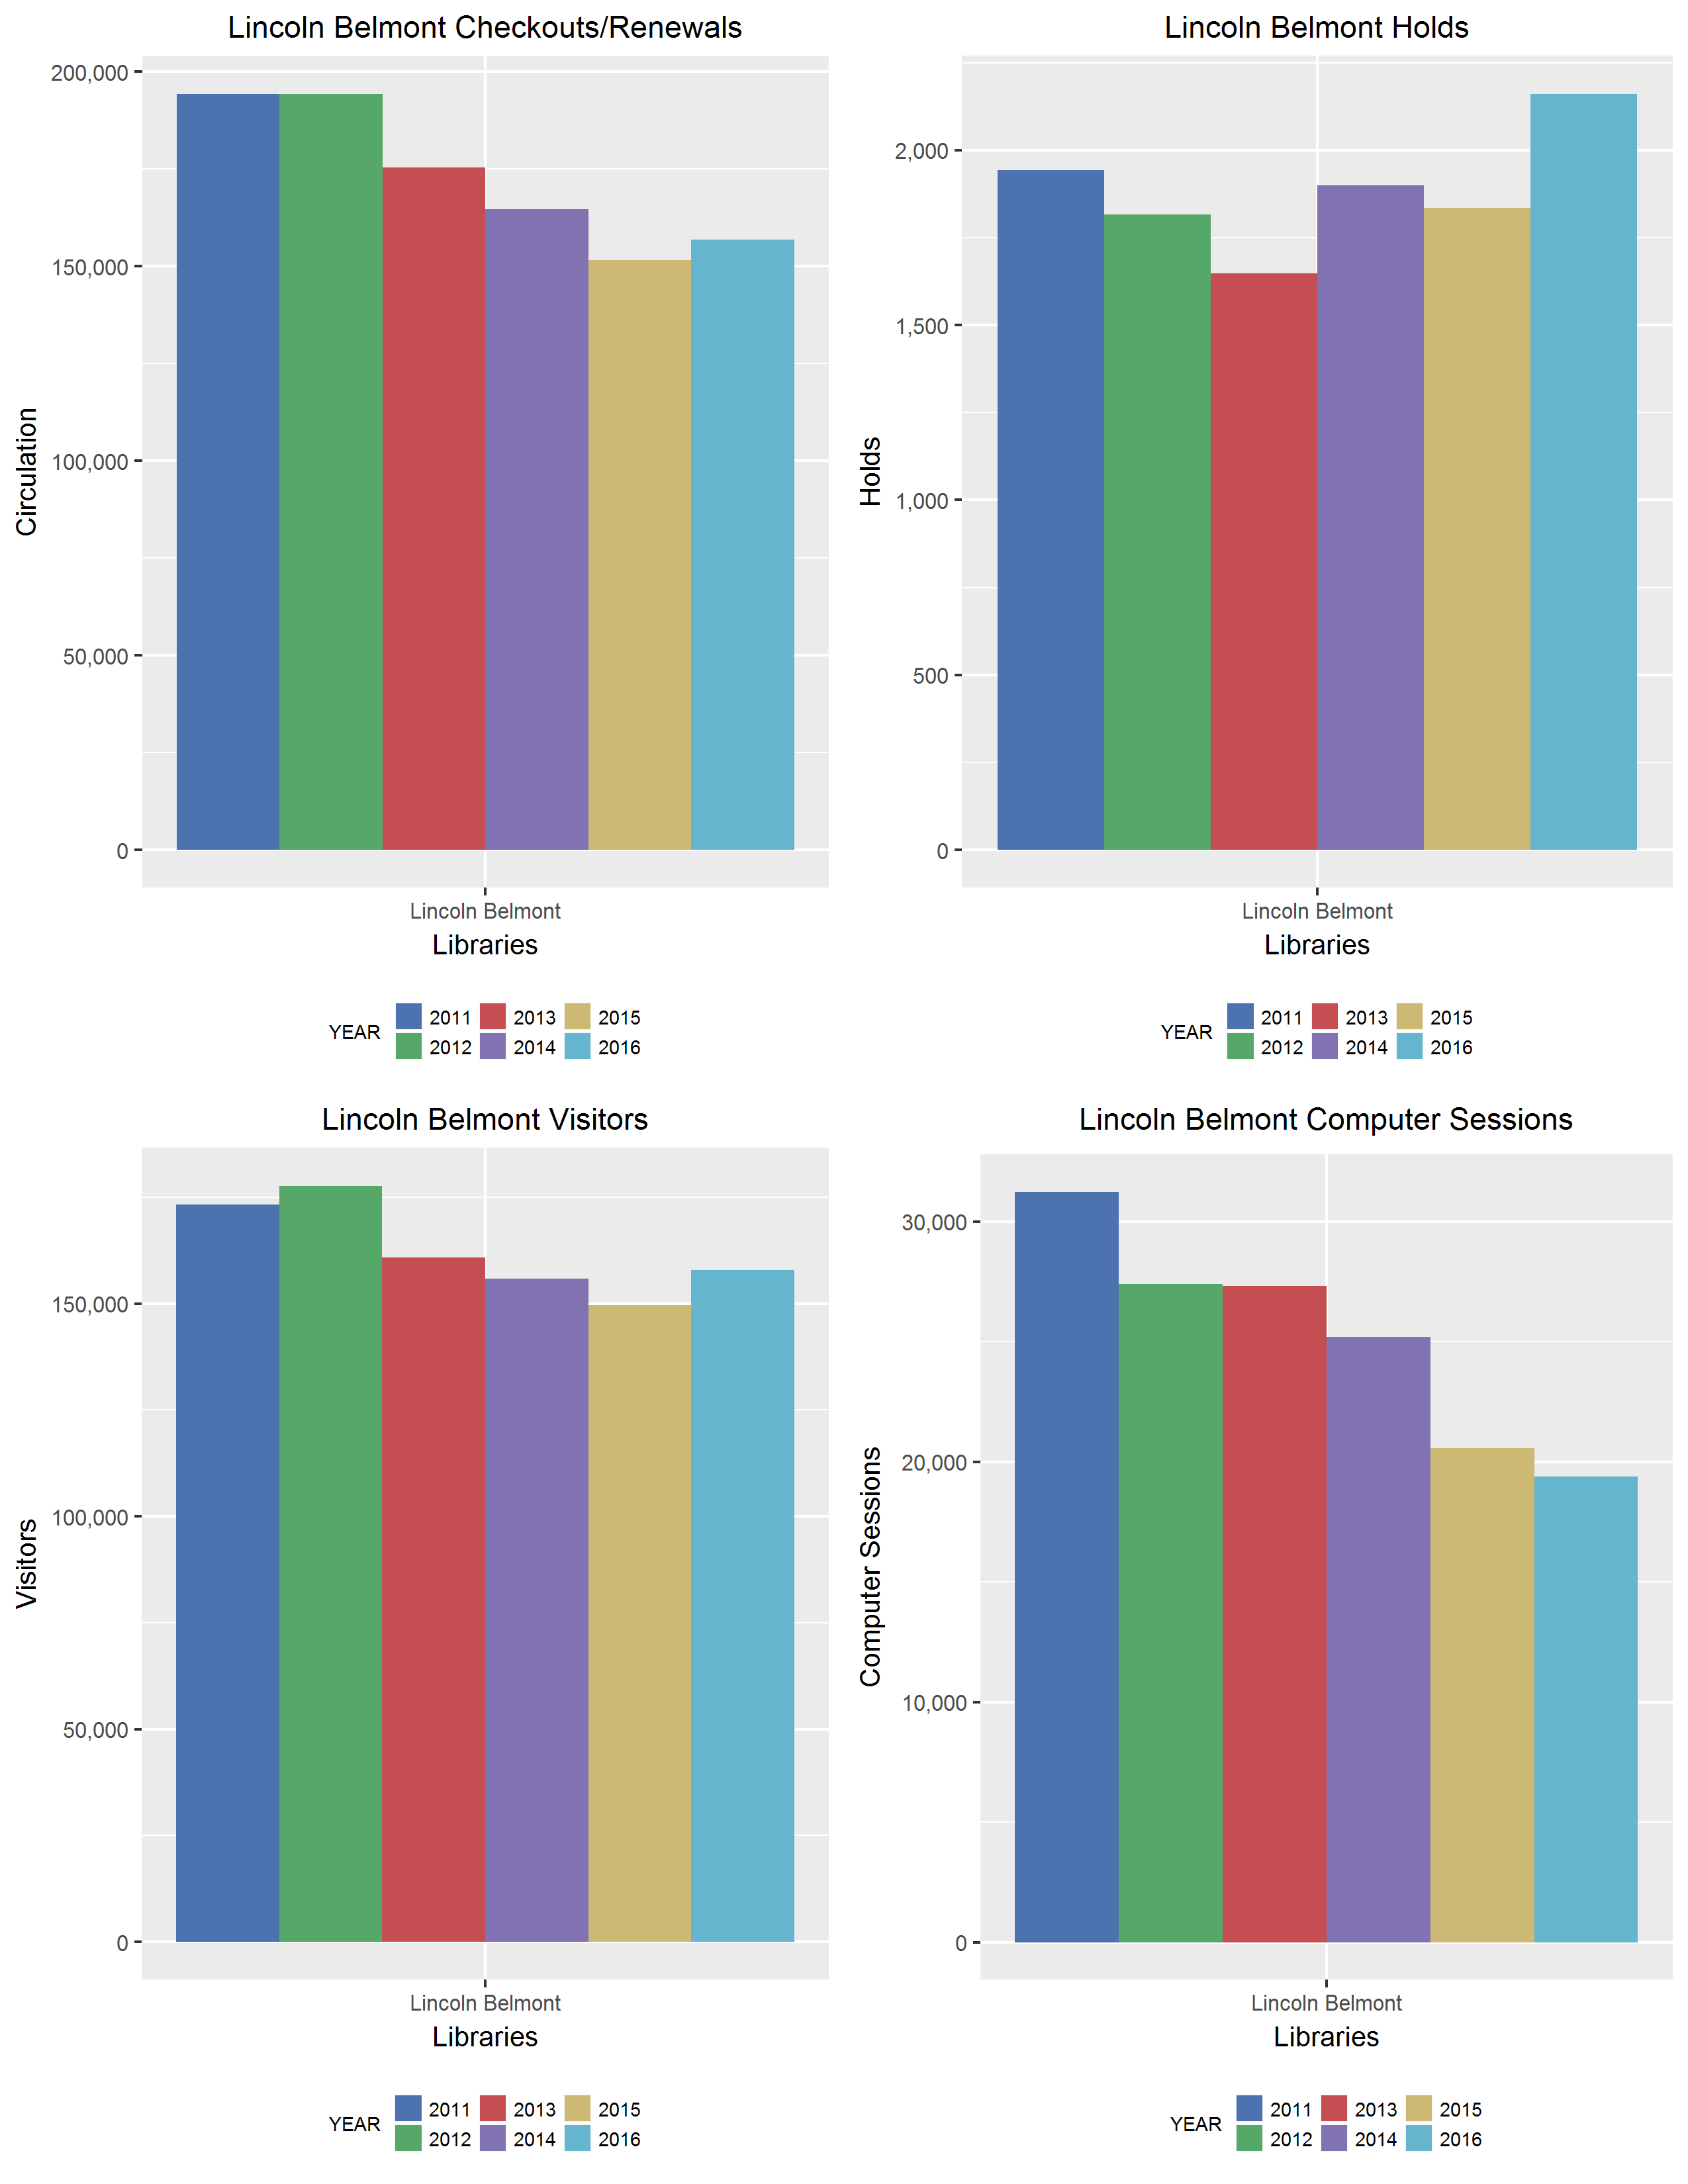 Lincoln Belmont Checkouts/Renewals
Circulation
200,000
150,000
100,000
50,000
0
Lincoln Belmont
Libraries
YEAR
2011 2013 2015
2012 2014 2016
Lincoln Belmont Holds
Holds
2,000
1,500
1,000
500
0
Lincoln Belmont
Libraries
YEAR
2011 2013 2015
2012 2014 2016
Lincoln Belmont Visitors
Visitors
150,000
100,000
50,000
0
Lincoln Belmont
Libraries
YEAR
2011 2013 2015
2012 2014 2016
Lincoln Belmont Computer Sessions
Computer Sessions
30,000
20,000
10,000
0
Lincoln Belmont
Libraries
YEAR
2011 2013 2015
2012 2014 2016